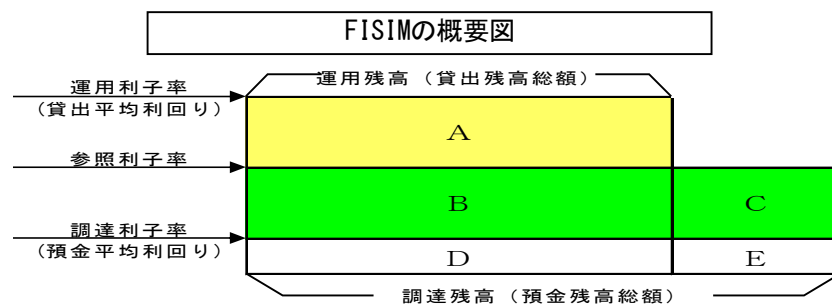 FISIMの概要図
運用残高（貸出残高総額）
運用利子率
（貸出平均利回り）
A
参照利子率
B
C
調達利子率
（預金平均利回り）
D
E
調達残高（預金残高総額）